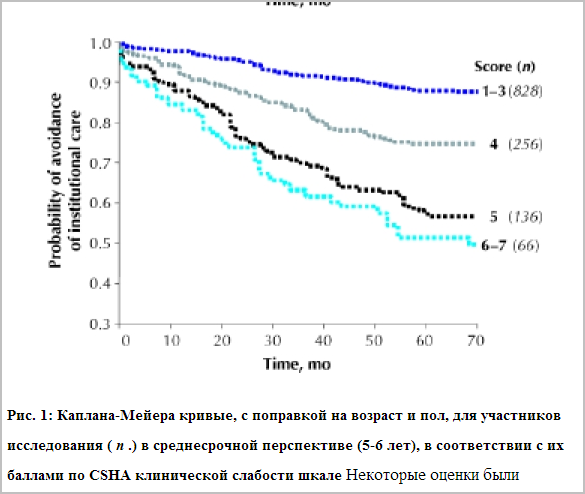 Time, mo
Probability of avoidance
of institutional care
1.0
0.9
0.8
0.7
0.6
0.5
0.4
0.3
0 10 20 30 40 50 60 70
Time, mo
Score (n)
1–3 (828)
4 (256)
5 (136)
6–7 (66)
Рис. 1: Каплана-Мейера кривые, с поправкой на возраст и пол, для участников
исследования ( n .) в среднесрочной перспективе (5-6 лет), в соответствии с их
баллами по CSHA клинической слабости шкале Некоторые оценки были